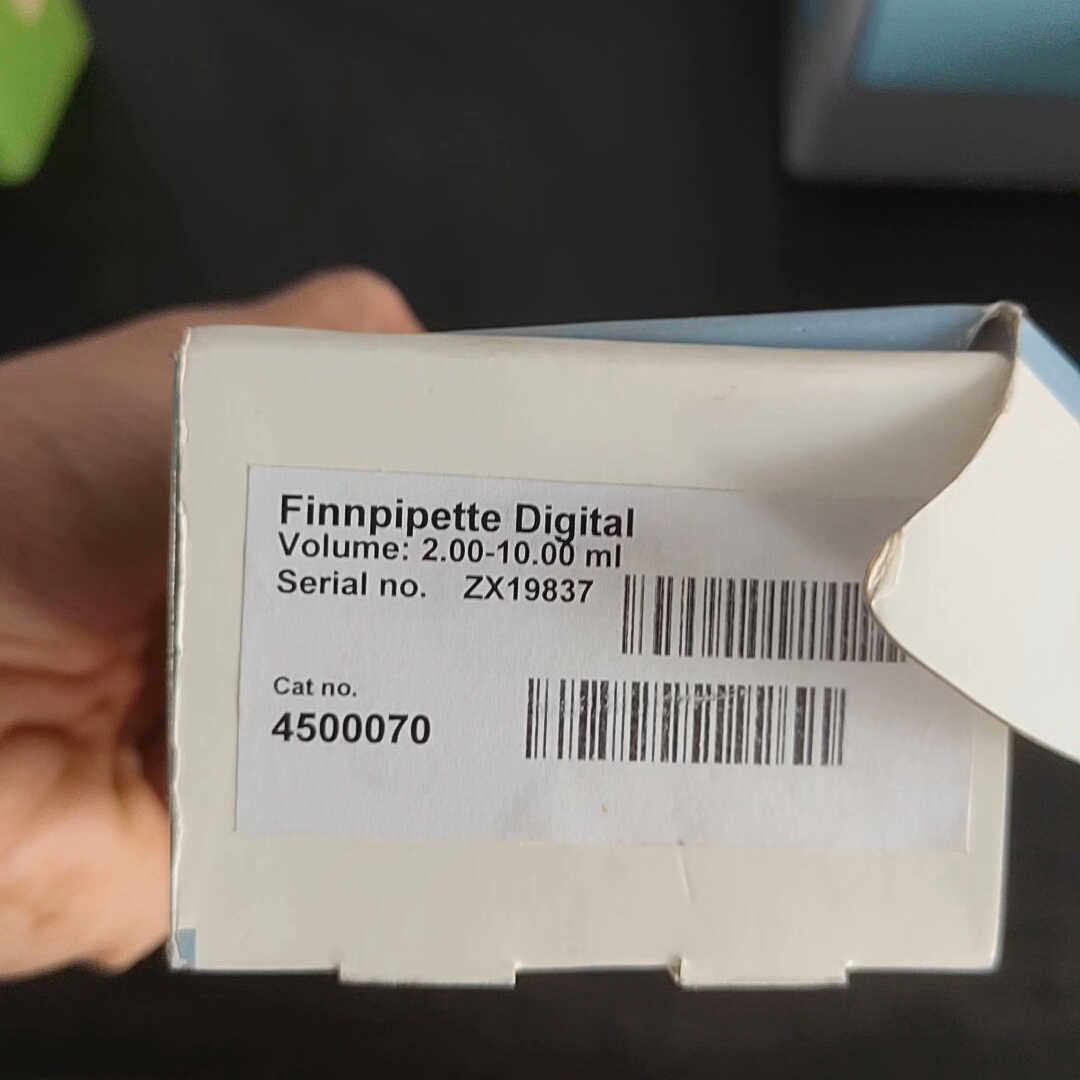 Finnpipette Digital
Volume: 2.00-10.00 ml
Serial no. ZX19837
Cat no.
4500070